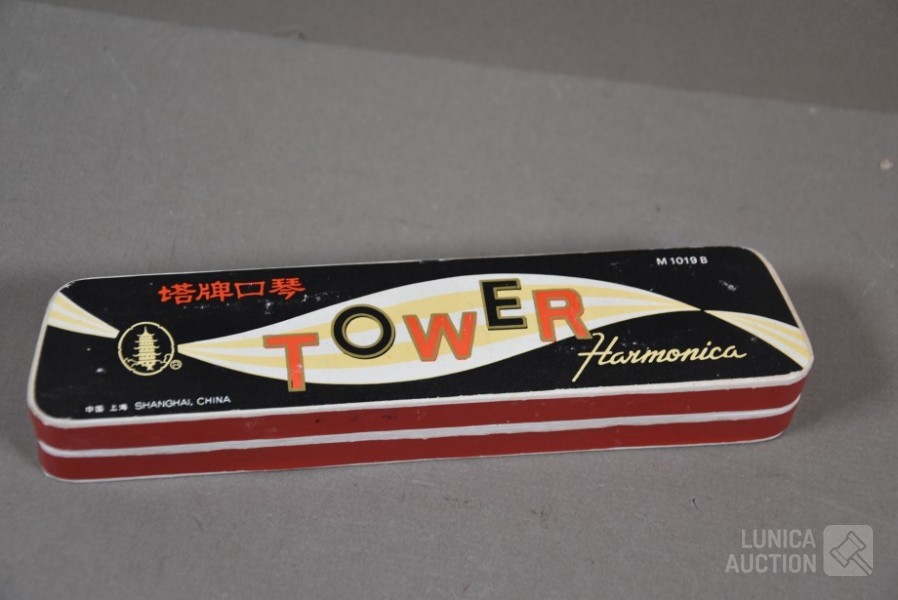 塔牌口琴
M 1019 B
TOWER
Harmonica
中国 上海 SHANGHAI, CHINA
LUNICA
AUCTION